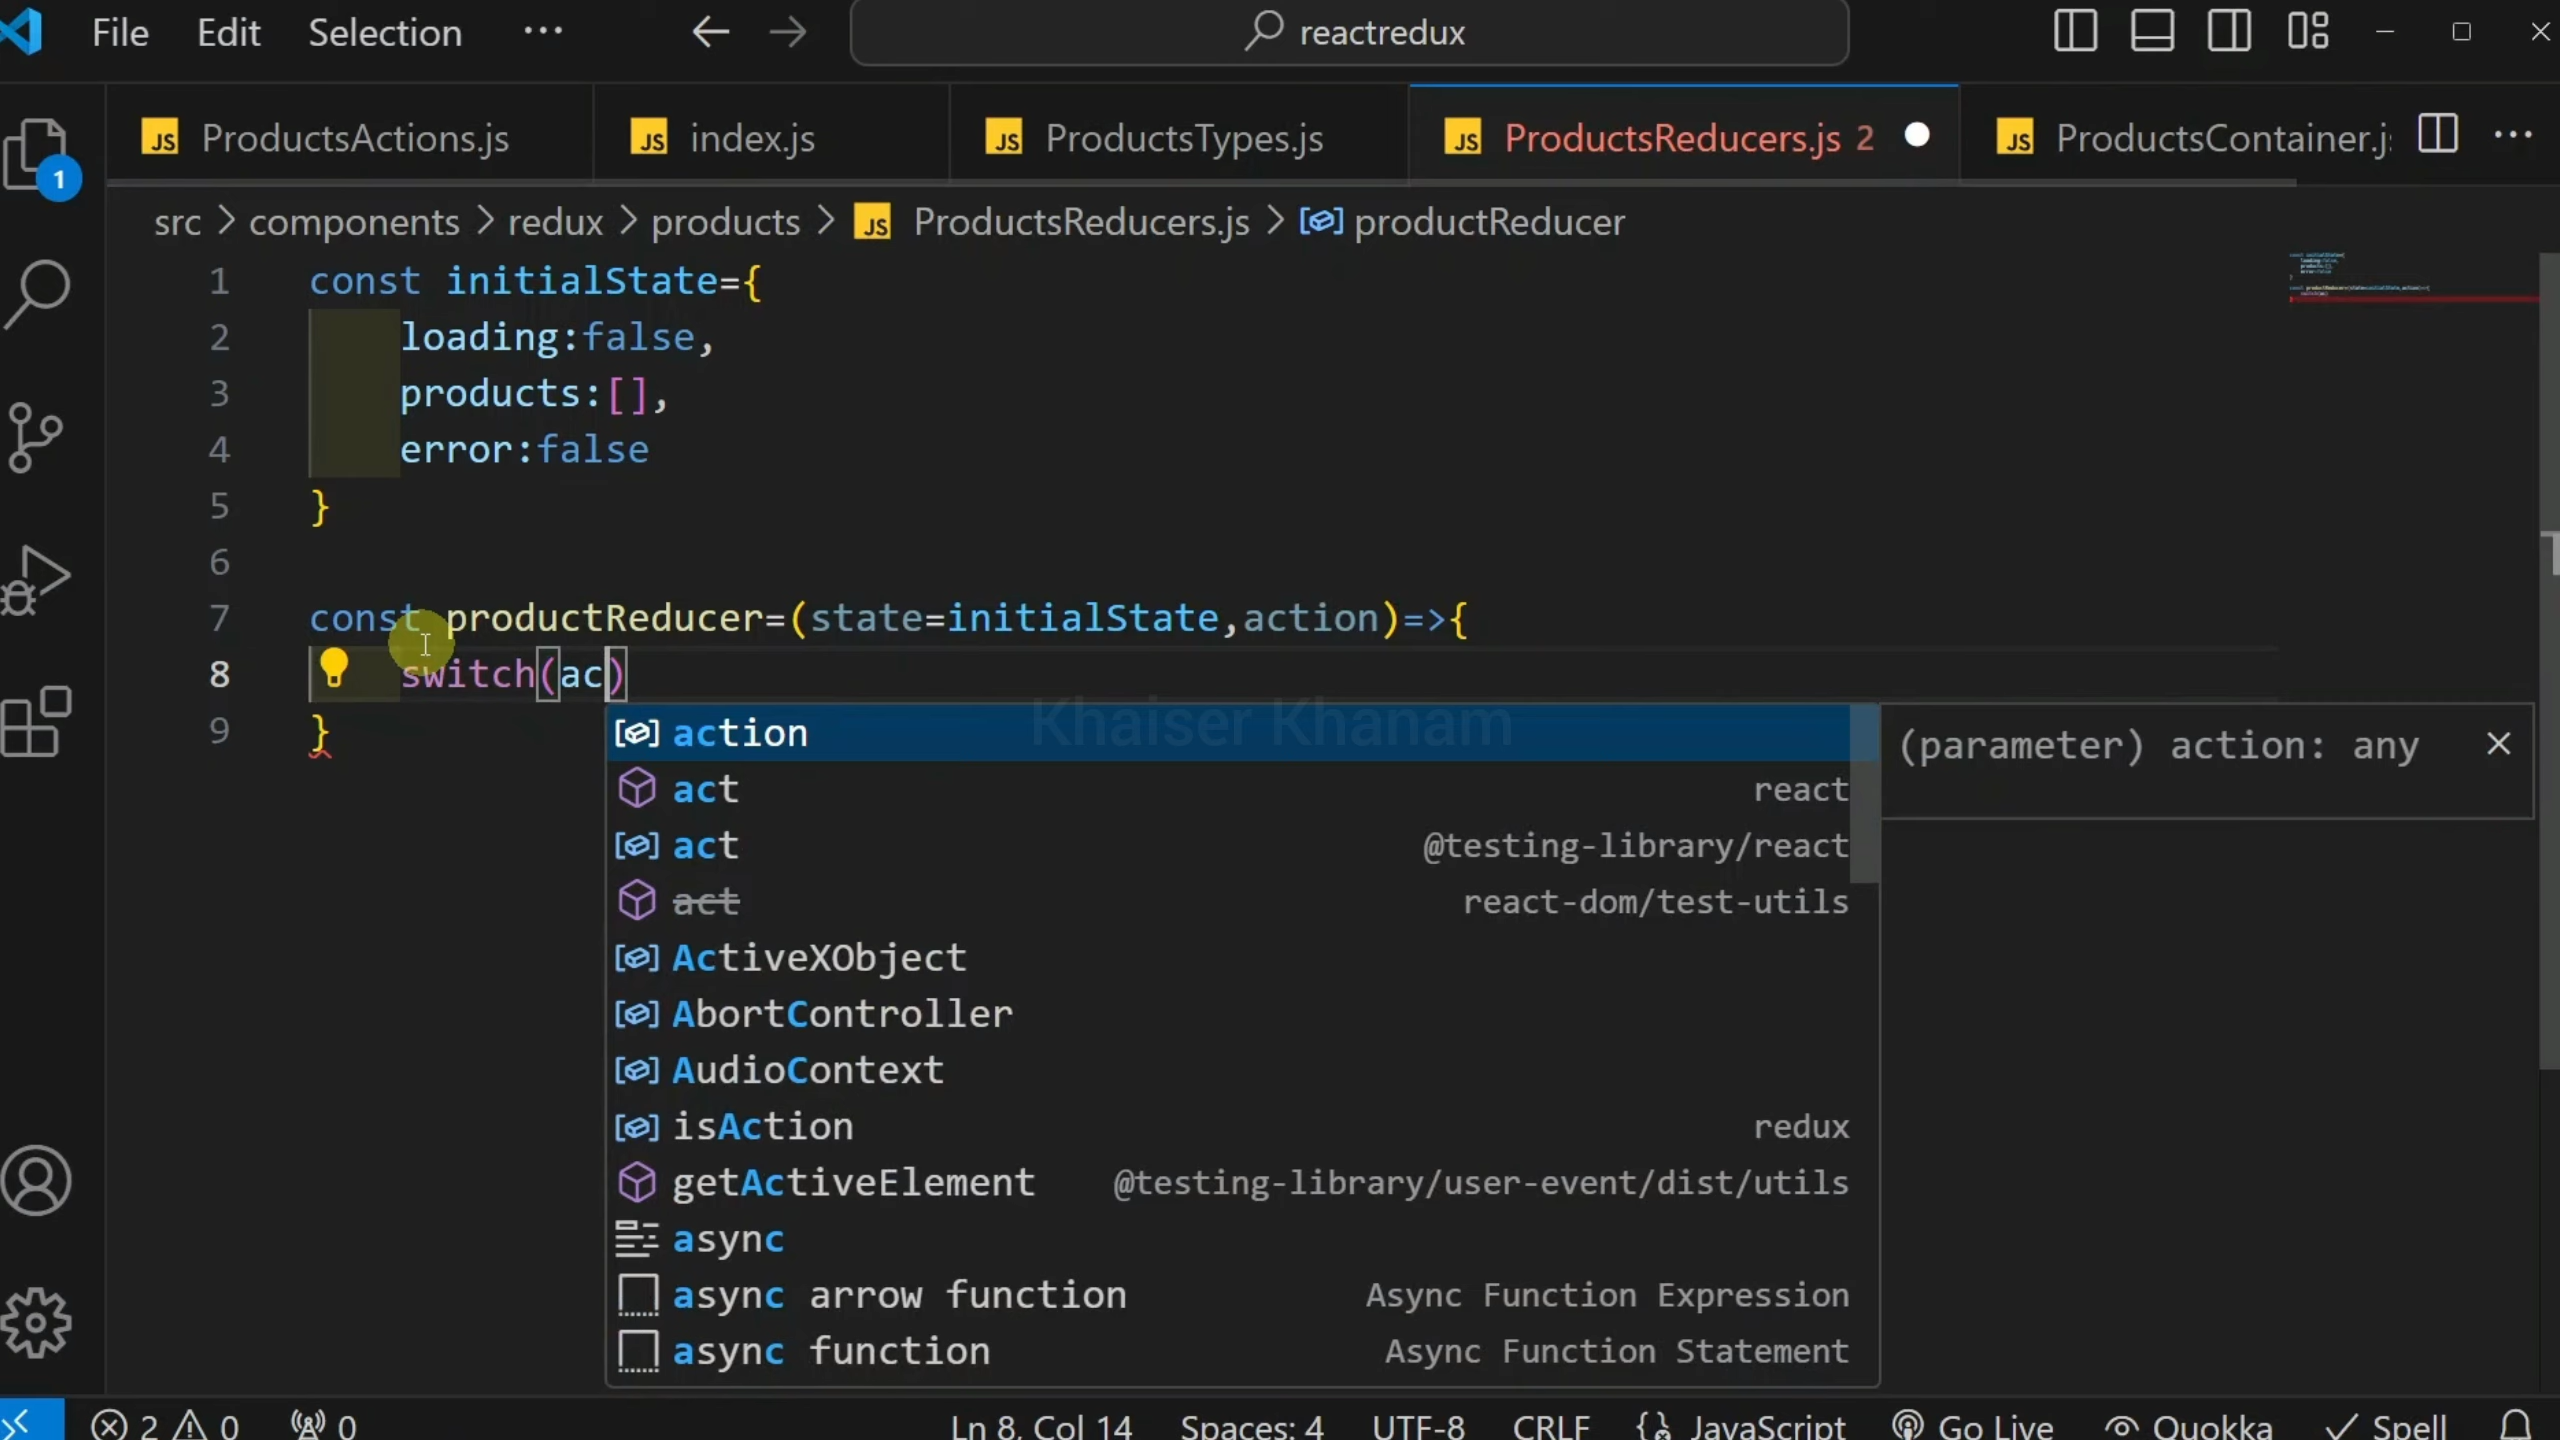 File Edit Selection ··· reactredux
ProductsActions.js index.js ProductsTypes.js ProductsReducers.js 2 ProductsContainer.js
src > components > redux > products > ProductsReducers.js > productReducer
1 const initialState={
2 loading:false,
3 products:[],
4 error:false
5 }
6
7 const productReducer=(state=initialState,action)=>{
8 switch(ac)
9 }
Khaiser Khanam
action
(parameter) action: any
act react
act @testing-library/react
act react-dom/test-utils
ActiveXObject
AbortController
AudioContext
isAction redux
getActiveElement @testing-library/user-event/dist/utils
async
async arrow function Async Function Expression
async function Async Function Statement
1
2 0 0 Ln 8, Col 14 Spaces: 4 UTF-8 CRLF {} JavaScript Go Live Quokka Spell